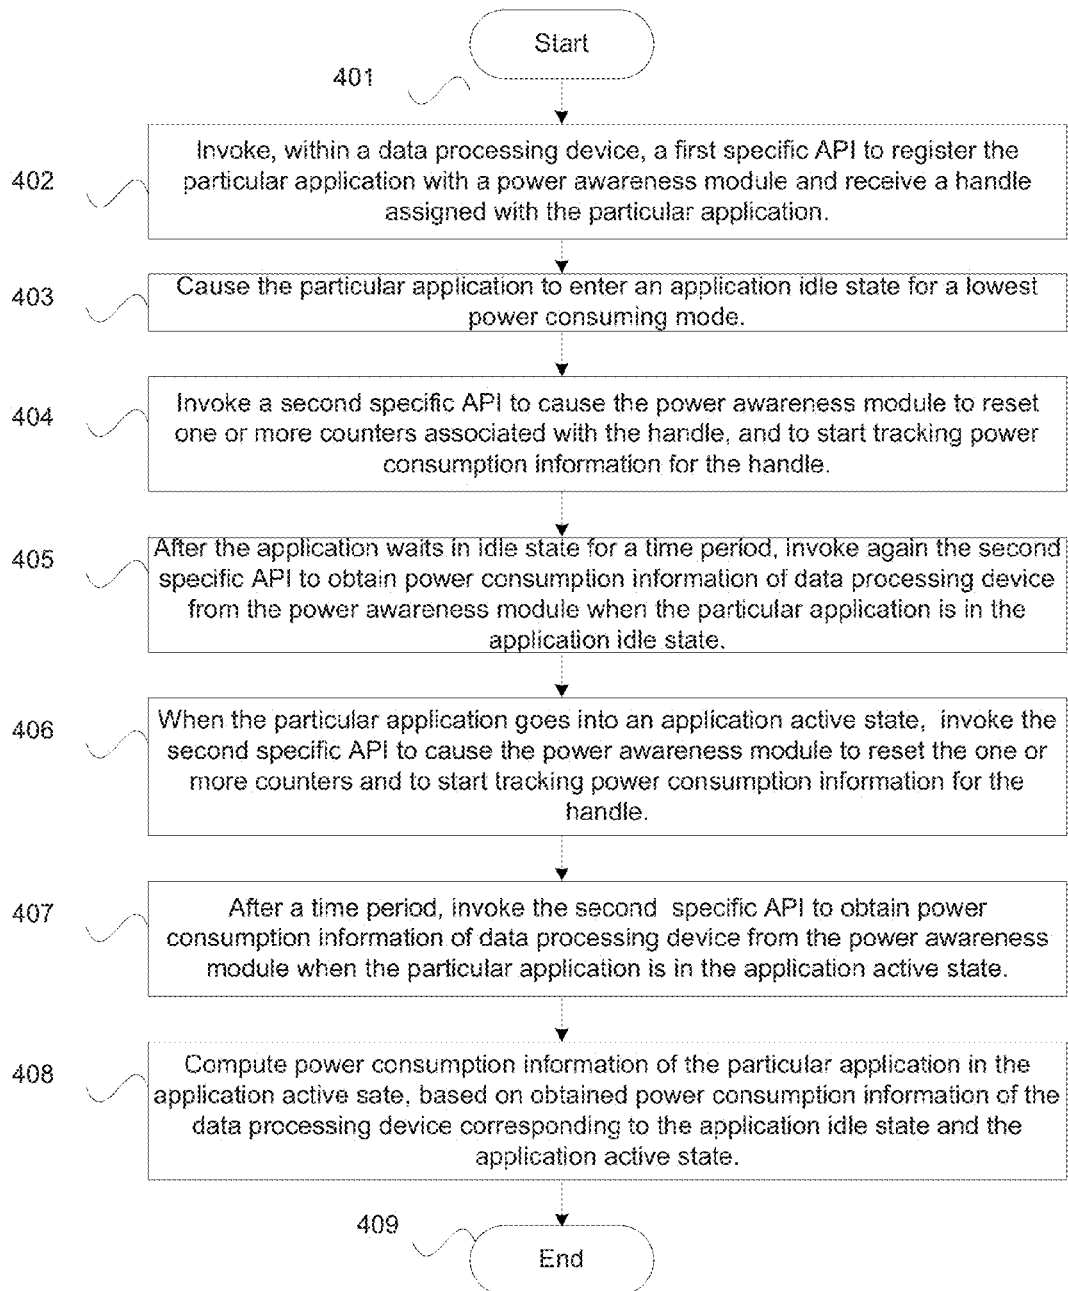 Start
401
402
Invoke, within a data processing device, a first specific API to register the
particular application with a power awareness module and receive a handle
assigned with the particular application.
403
Cause the particular application to enter an application idle state for a lowest
power consuming mode.
404
Invoke a second specific API to cause the power awareness module to reset
one or more counters associated with the handle, and to start tracking power
consumption information for the handle.
405
After the application waits in idle state for a time period, invoke again the second
specific API to obtain power consumption information of data processing device
from the power awareness module when the particular application is in the
application idle state.
406
When the particular application goes into an application active state, invoke the
second specific API to cause the power awareness module to reset the one or
more counters and to start tracking power consumption information for the
handle.
407
After a time period, invoke the second specific API to obtain power
consumption information of data processing device from the power awareness
module when the particular application is in the application active state.
408
Compute power consumption information of the particular application in the
application active sate, based on obtained power consumption information of the
data processing device corresponding to the application idle state and the
application active state.
409
End